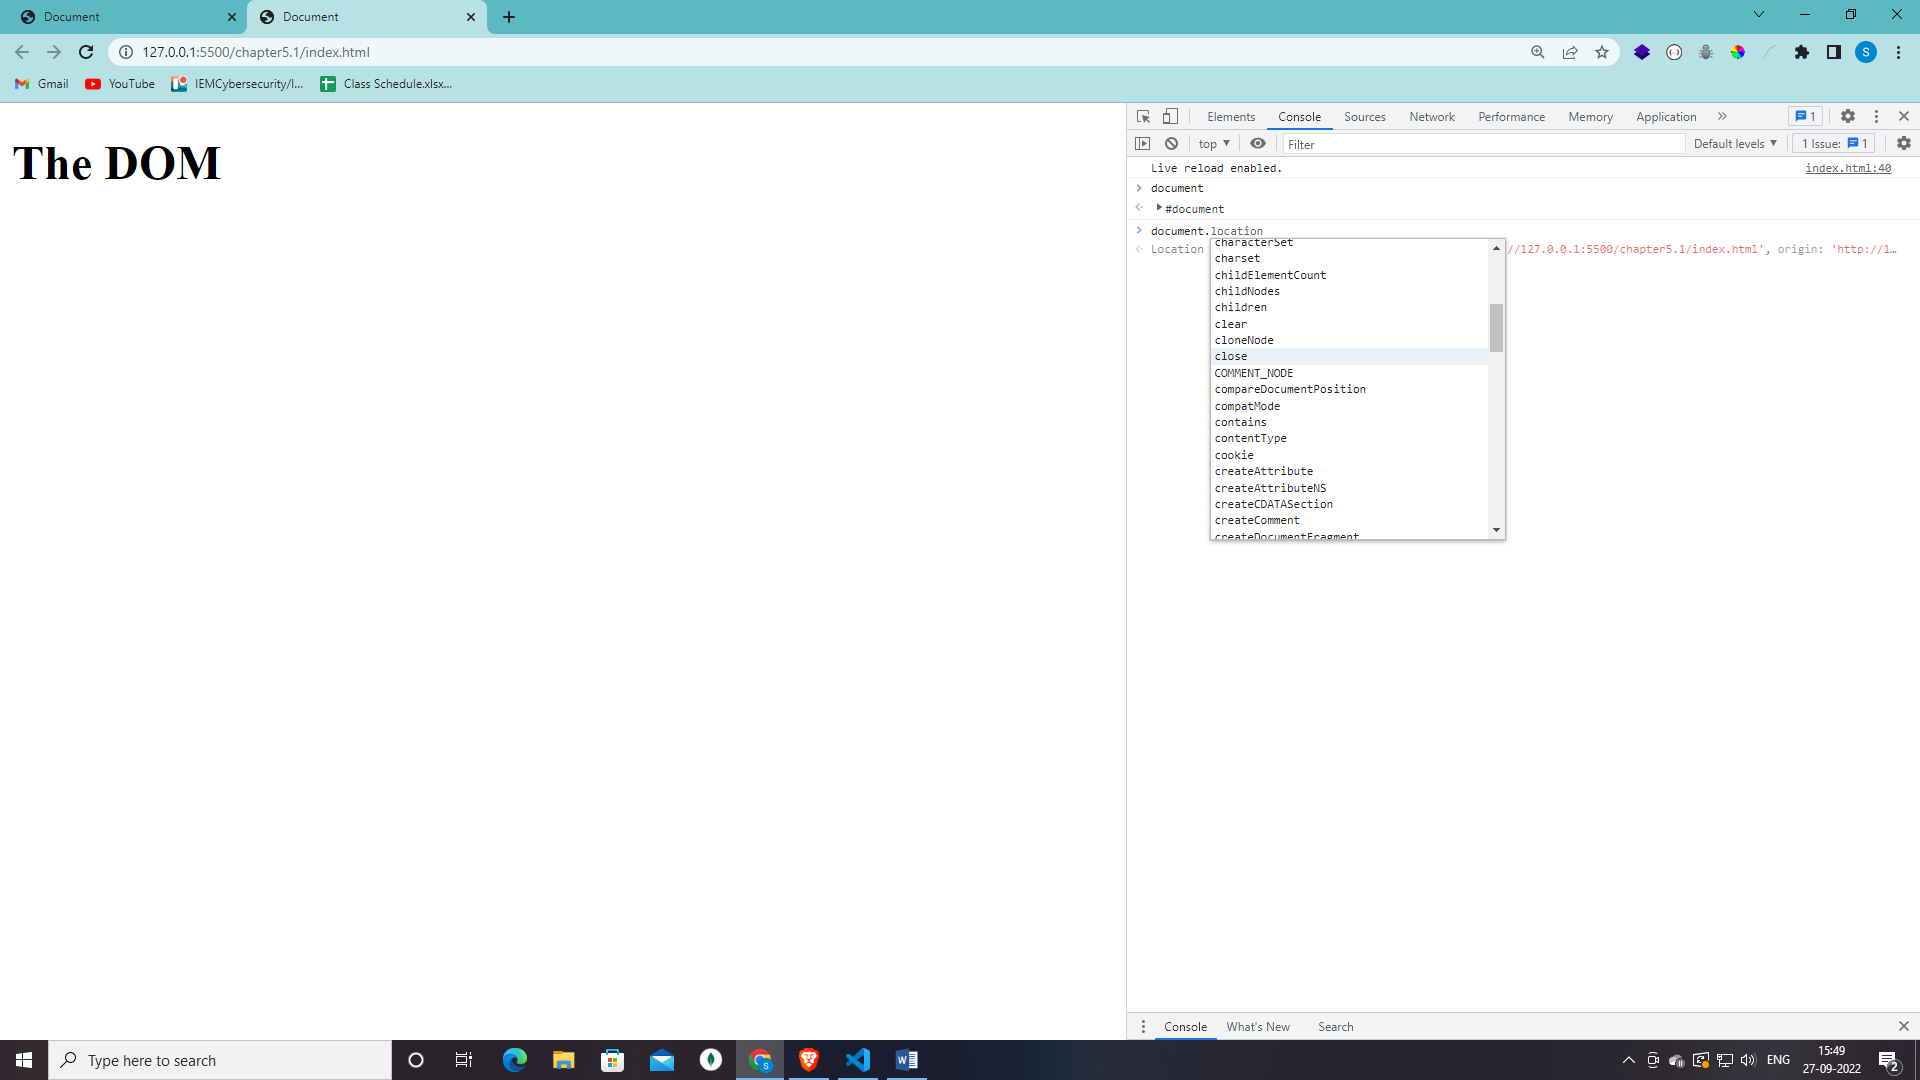 Document
Document
127.0.0.1:5500/chapter5.1/index.html
S
Gmail
YouTube
IEMCybersecurity/I...
Class Schedule.xlsx...
The DOM
Elements
Console
Sources
Network
Performance
Memory
Application
1
top
Filter
Default levels
1 Issue:
1
Live reload enabled.
index.html:40
document
#document
document.location
Location
//127.0.0.1:5500/chapter5.1/index.html', origin: 'http://1…
characterSet
charset
childElementCount
childNodes
children
clear
cloneNode
close
COMMENT_NODE
compareDocumentPosition
compatMode
contains
contentType
cookie
createAttribute
createAttributeNS
createCDATASection
createComment
createDocumentFragment
Console
What's New
Search
Type here to search
ENG
15:49
27-09-2022
2